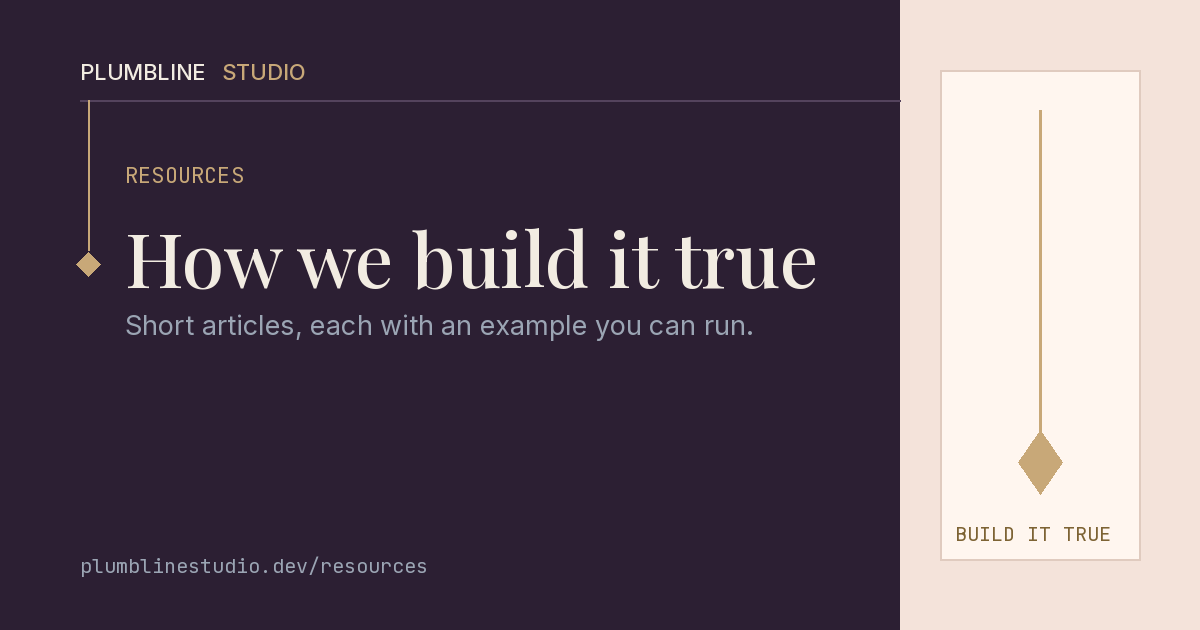 PLUMBLINE STUDIO
RESOURCES
How we build it true
Short articles, each with an example you can run.
plumblinestudio.dev/resources
BUILD IT TRUE